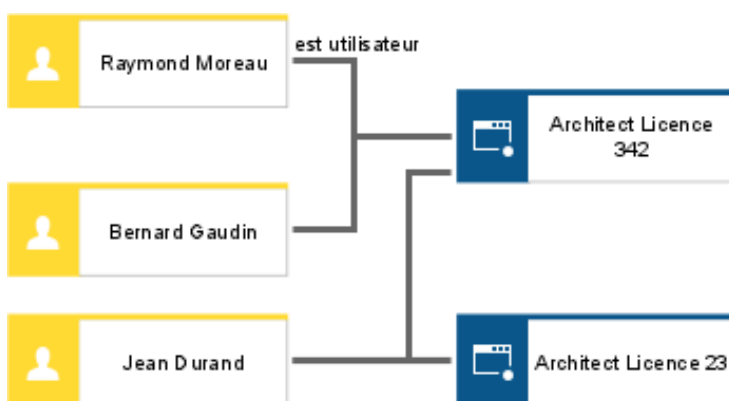 Raymond Moreau
est utilisateur
Architect Licence
342
Bernard Gaudin
Jean Durand
Architect Licence 23